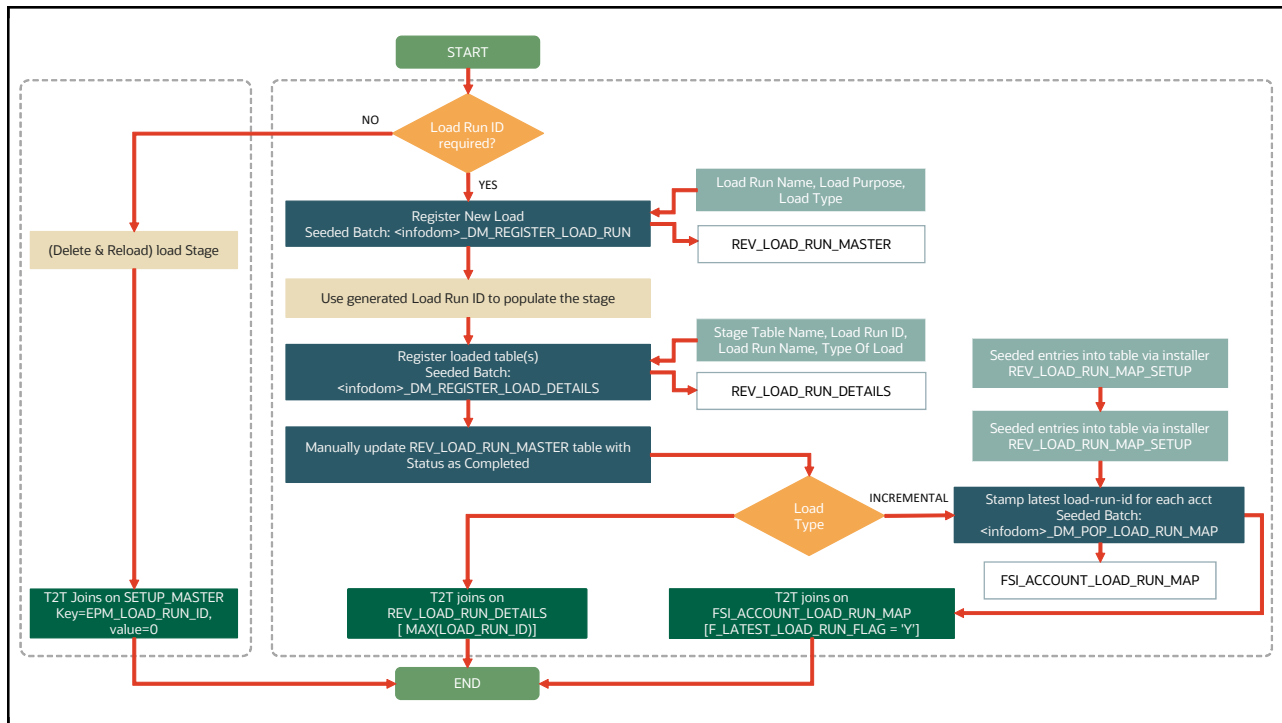 START
Load Run ID
required?
NO
YES
Load Run Name, Load Purpose,
Load Type
Register New Load
Seeded Batch: <infodom>_DM_REGISTER_LOAD_RUN
REV_LOAD_RUN_MASTER
(Delete & Reload) load Stage
Use generated Load Run ID to populate the stage
Stage Table Name, Load Run ID,
Load Run Name, Type Of Load
Register loaded table(s)
Seeded Batch:
<infodom>_DM_REGISTER_LOAD_DETAILS
REV_LOAD_RUN_DETAILS
Seeded entries into table via installer
REV_LOAD_RUN_MAP_SETUP
Seeded entries into table via installer
REV_LOAD_RUN_MAP_SETUP
Manually update REV_LOAD_RUN_MASTER table with
Status as Completed
Load
Type
INCREMENTAL
Stamp latest load-run-id for each acct
Seeded Batch:
<infodom>_DM_POP_LOAD_RUN_MAP
FSI_ACCOUNT_LOAD_RUN_MAP
T2T Joins on SETUP_MASTER
Key=EPM_LOAD_RUN_ID,
value=0
T2T joins on
REV_LOAD_RUN_DETAILS
[ MAX(LOAD_RUN_ID)]
T2T joins on
FSI_ACCOUNT_LOAD_RUN_MAP
[F_LATEST_LOAD_RUN_FLAG = 'Y']
END